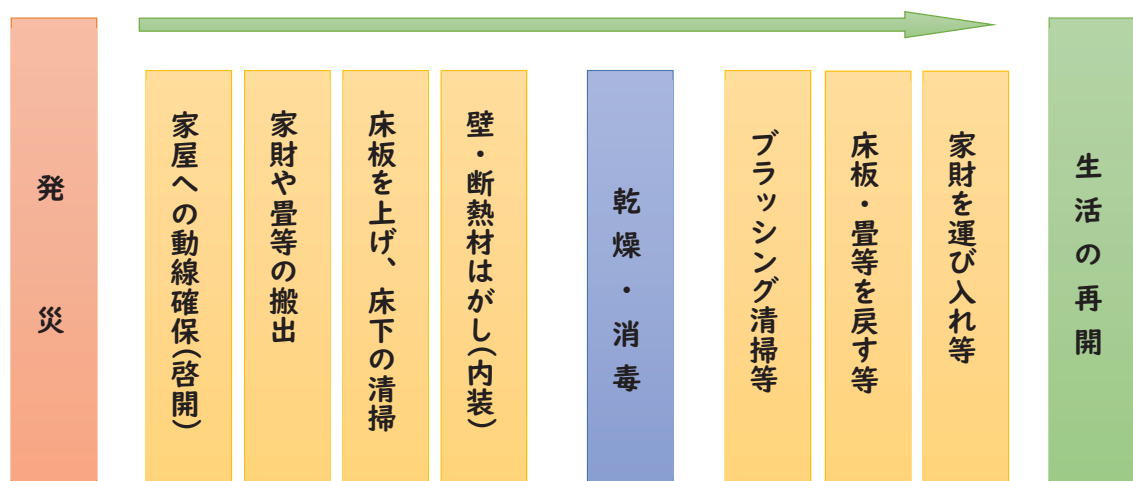 発災
家屋への動線確保(啓開)
家財や畳等の搬出
床板を上げ、床下の清掃
壁・断熱材はがし(内装)
乾燥・消毒
ブラッシング清掃等
床板・畳等を戻す等
家財を運び入れ等
生活の再開